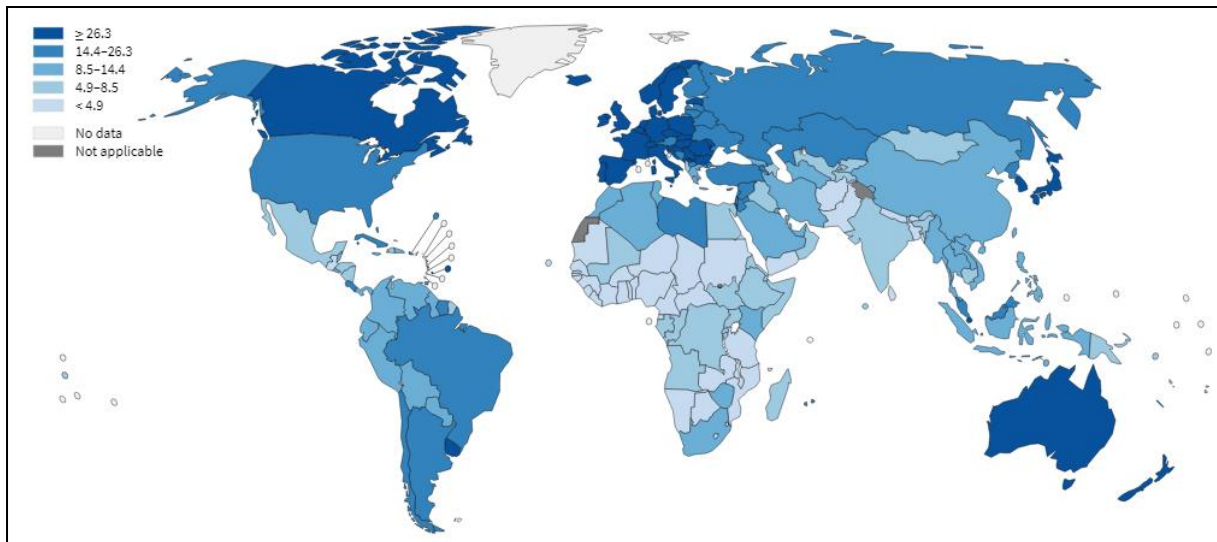 ≥ 26.3
14.4–26.3
8.5–14.4
4.9–8.5
< 4.9
No data
Not applicable